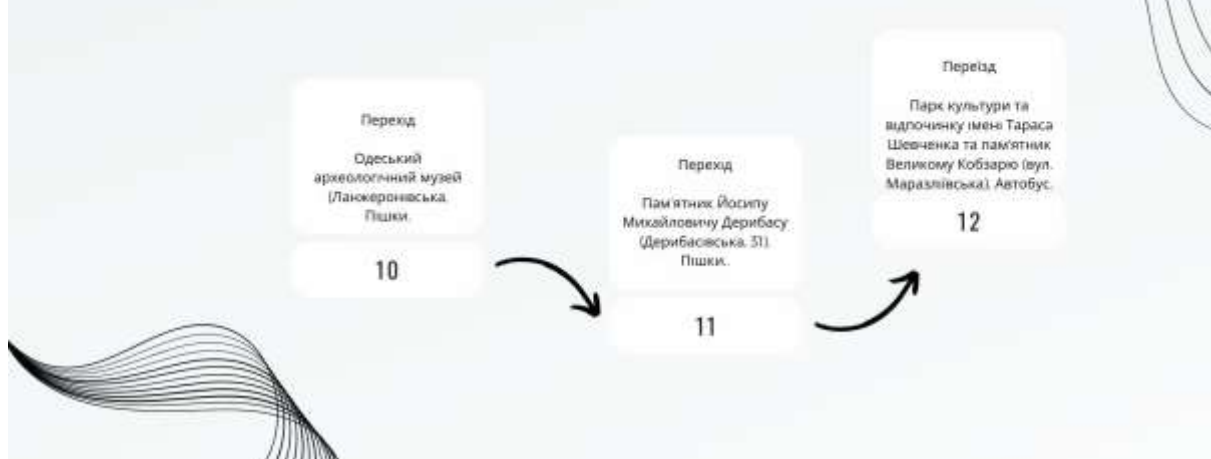 Перехід
Одеський
археологічний музей
(Ланжеронівська.
Пішки.
10
Перехід
Пам'ятник Йосипу
Михайловичу Дерибасу
(Дерибасівська, 31).
Пішки..
11
Переїзд
Парк культури та
відпочинку імені Тараса
Шевченка та пам'ятник
Великому Кобзарю (вул.
Маразліївська). Автобус.
12